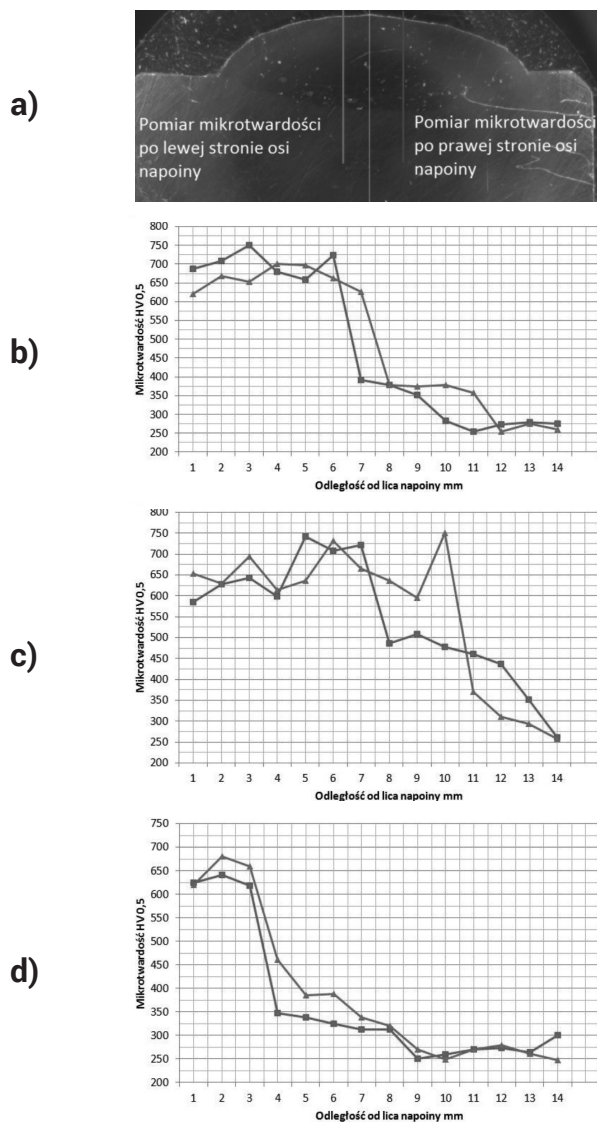 a)
Pomiar mikrotwardości
po lewej stronie osi
napoiny
Pomiar mikrotwardości
po prawej stronie osi
napoiny
b)
Mikrotwardość HV0,5
800
750
700
650
600
550
500
450
400
350
300
250
200
1 2 3 4 5 6 7 8 9 10 11 12 13 14
Odległość od lica napoiny mm
c)
Mikrotwardość HV0,5
800
750
700
650
600
550
500
450
400
350
300
250
200
1 2 3 4 5 6 7 8 9 10 11 12 13 14
Odległość od lica napoiny mm
d)
Mikrotwardość HV0,5
750
700
650
600
550
500
450
400
350
300
250
200
1 2 3 4 5 6 7 8 9 10 11 12 13 14
Odległość od lica napoiny mm